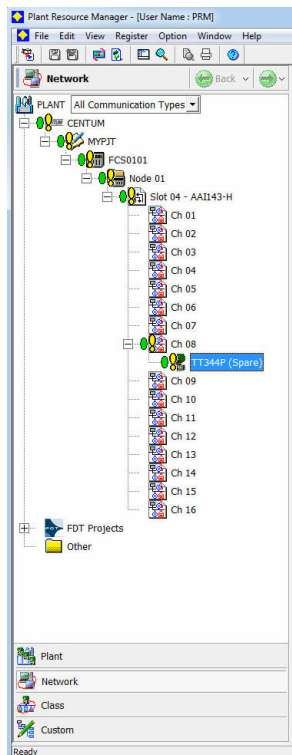 Plant Resource Manager - [User Name : PRM]
File Edit View Register Option Window Help
Network Back
PLANT All Communication Types
CENTUM
MYPJT
FCS0101
Node 01
Slot 04 - AAI143-H
Ch 01
Ch 02
Ch 03
Ch 04
Ch 05
Ch 06
Ch 07
Ch 08
TT344P (Spare)
Ch 09
Ch 10
Ch 11
Ch 12
Ch 13
Ch 14
Ch 15
Ch 16
FDT Projects
Other
Plant
Network
Class
Custom
Ready